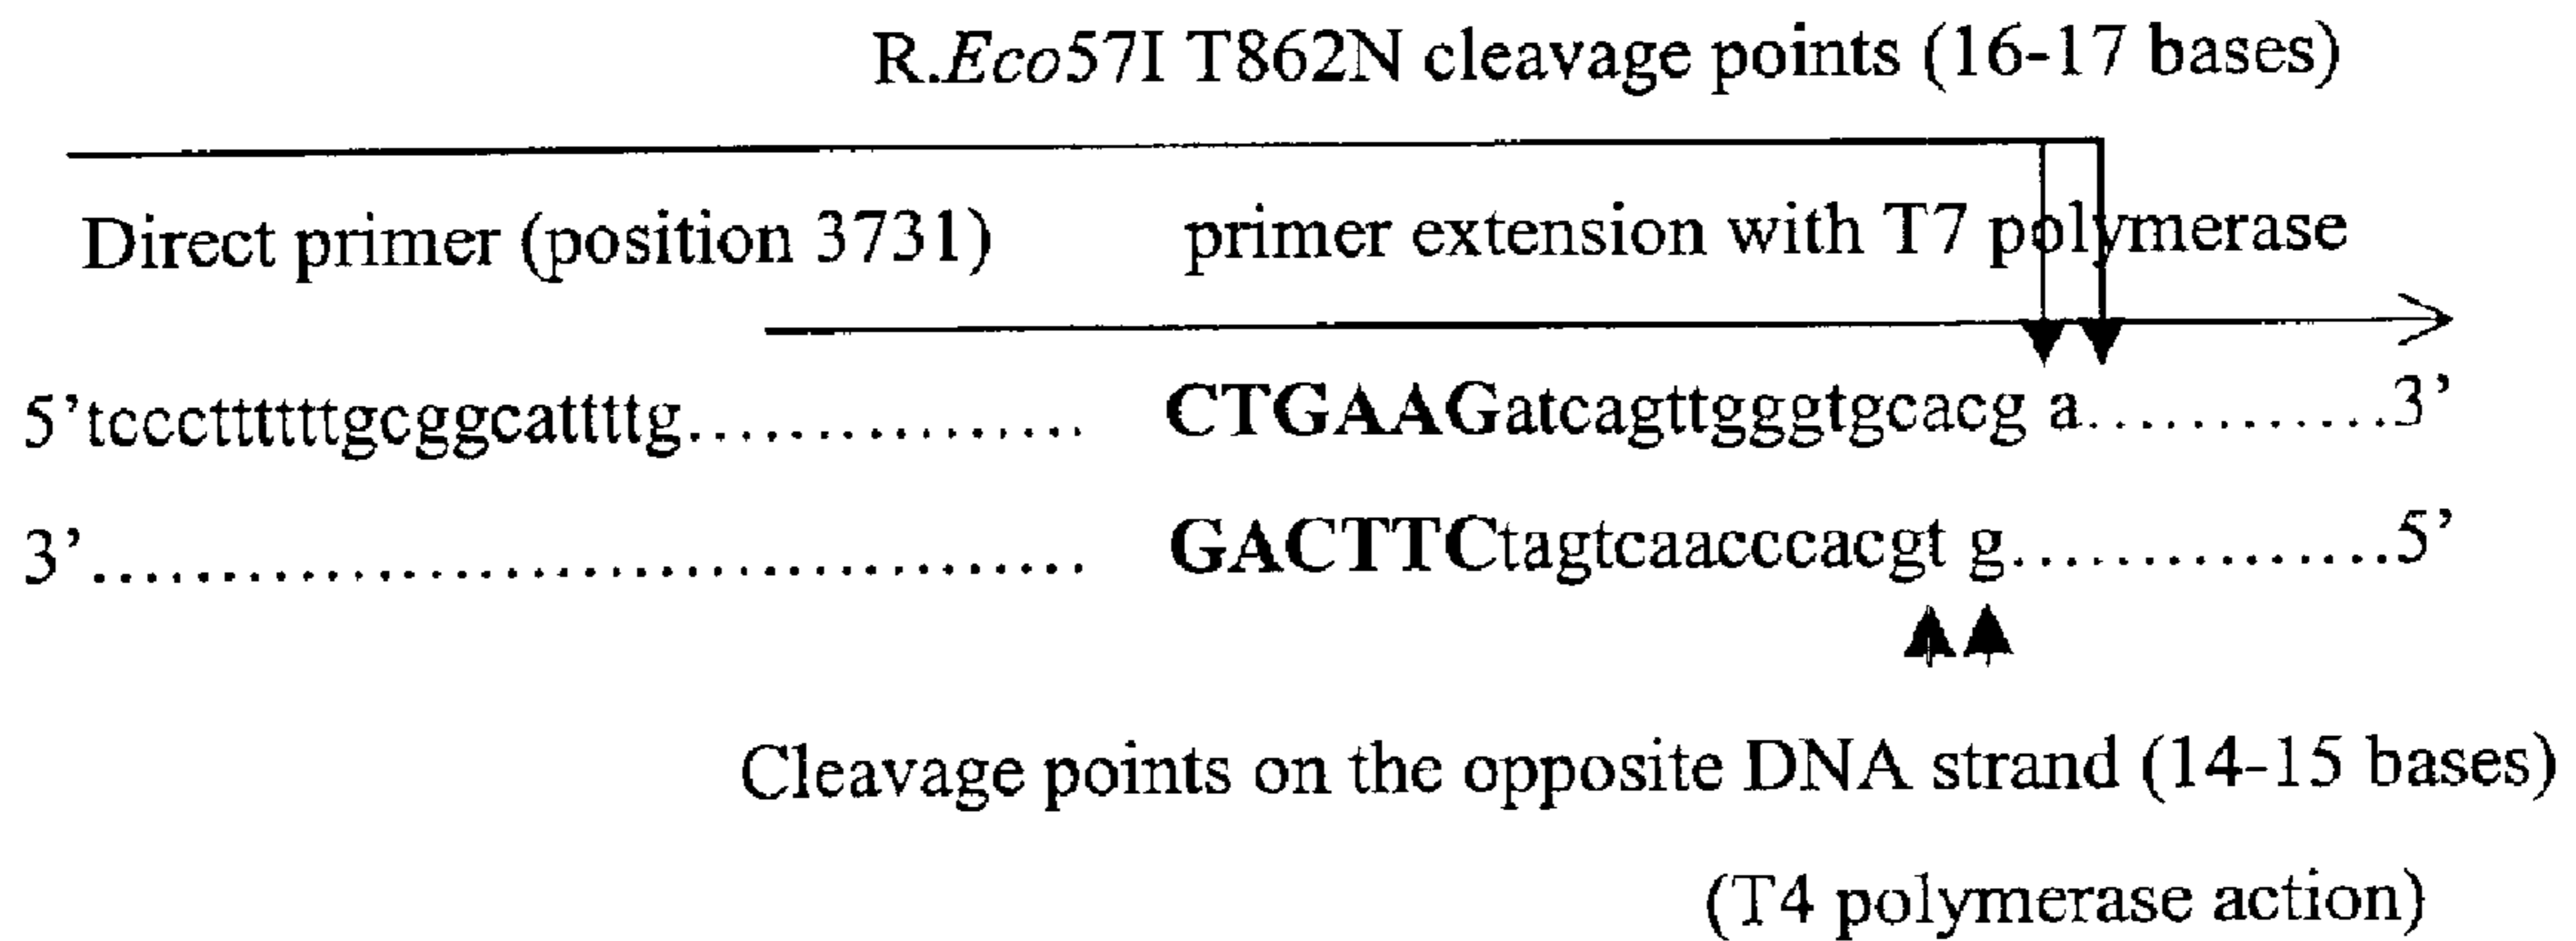 R.Eco57I T862N cleavage points (16-17 bases)
Direct primer (position 3731) primer extension with T7 polymerase
5’tcccttttttgcggcattttg................ CTGAAGatcagttgggtgcacg a............3’
3’...................................... GACTTCtagtcaacccacgt g...............5’
Cleavage points on the opposite DNA strand (14-15 bases)
(T4 polymerase action)